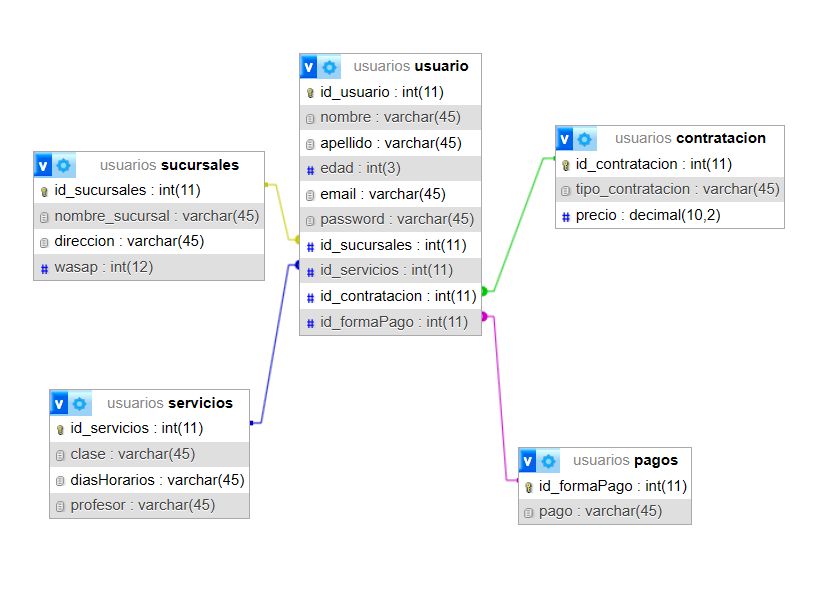 v usuarios usuario
id_usuario : int(11)
nombre : varchar(45)
apellido : varchar(45)
# edad : int(3)
email : varchar(45)
password : varchar(45)
# id_sucursales : int(11)
# id_servicios : int(11)
# id_contratacion : int(11)
# id_formaPago : int(11)
v usuarios contratacion
id_contratacion : int(11)
tipo_contratacion : varchar(45)
# precio : decimal(10,2)
v usuarios sucursales
id_sucursales : int(11)
nombre_sucursal : varchar(45)
direccion : varchar(45)
# wasap : int(12)
v usuarios servicios
id_servicios : int(11)
clase : varchar(45)
diasHorarios : varchar(45)
profesor : varchar(45)
v usuarios pagos
id_formaPago : int(11)
pago : varchar(45)